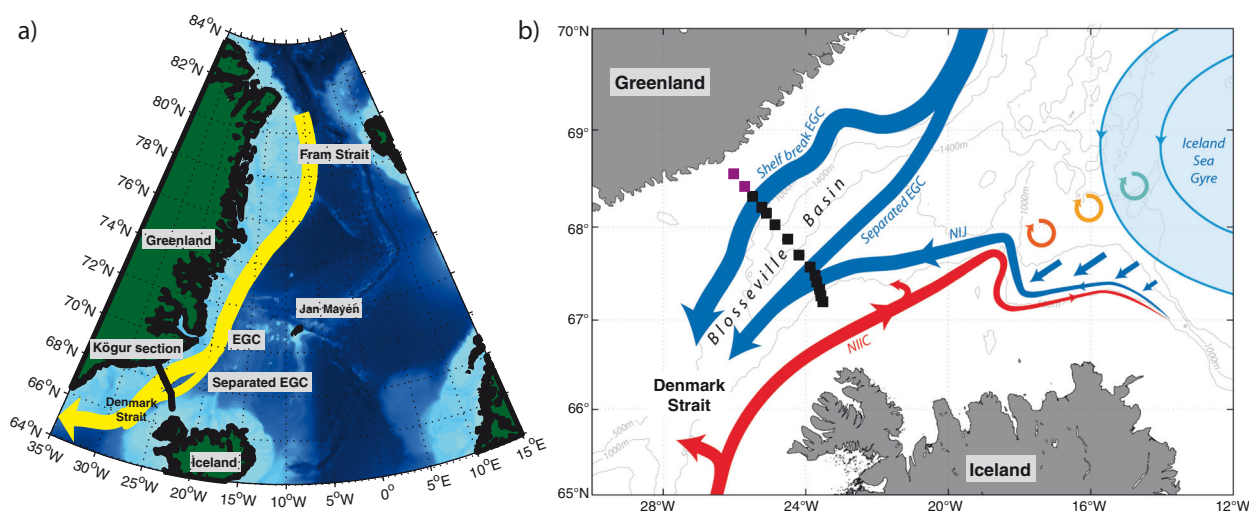 a)
84°N
82°N
80°N
78°N
76°N
74°N
72°N
70°N
68°N
66°N
64°N
35°W
30°W
25°W
20°W
15°W
10°W
5°W
0°
5°E
10°E
15°E
Fram Strait
Greenland
Jan Mayen
EGC
Kögur section
Separated EGC
Denmark
Strait
Iceland
b)
70°N
69°N
68°N
67°N
66°N
65°N
28°W
24°W
20°W
16°W
12°W
Greenland
Shelf break EGC
1400m
1000m
1400m
Blosseville Basin
Separated EGC
NIJ
1000m
Iceland
Sea
Gyre
NIIC
1000m
Denmark
Strait
500m
1000m
Iceland